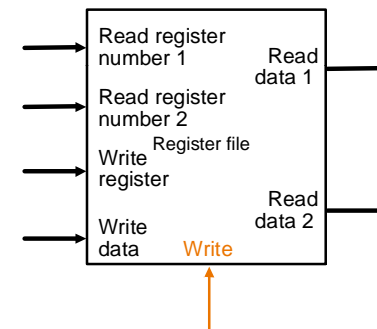 Read register
number 1
Read
data 1
Read register
number 2
Register file
Write
register
Read
data 2
Write
data
Write